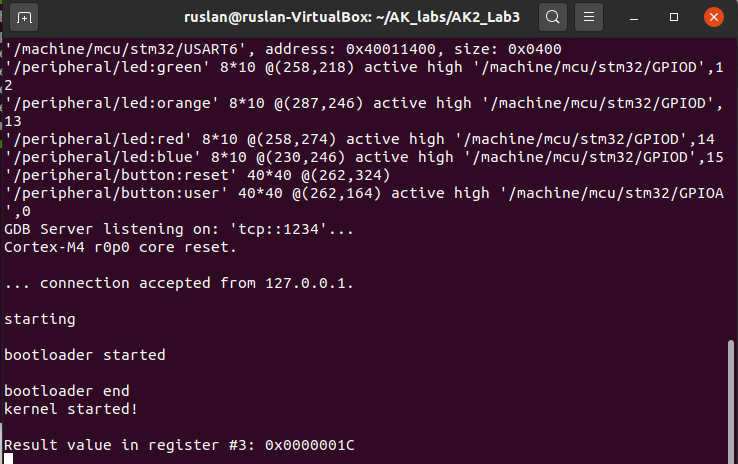 ruslan@ruslan-VirtualBox: ~/AK_labs/AK2_Lab3
'/machine/mcu/stm32/USART6', address: 0x40011400, size: 0x0400
'/peripheral/led:green' 8*10 @(258,218) active high '/machine/mcu/stm32/GPIOD',1
2
'/peripheral/led:orange' 8*10 @(287,246) active high '/machine/mcu/stm32/GPIOD',
13
'/peripheral/led:red' 8*10 @(258,274) active high '/machine/mcu/stm32/GPIOD',14
'/peripheral/led:blue' 8*10 @(230,246) active high '/machine/mcu/stm32/GPIOD',15
'/peripheral/button:reset' 40*40 @(262,324)
'/peripheral/button:user' 40*40 @(262,164) active high '/machine/mcu/stm32/GPIOA
',0
GDB Server listening on: 'tcp::1234'...
Cortex-M4 r0p0 core reset.
... connection accepted from 127.0.0.1.
starting
bootloader started
bootloader end
kernel started!
Result value in register #3: 0x0000001C